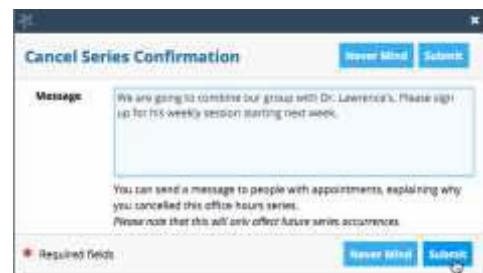 Cancel Series Confirmation
Never Mind Submit
Message
We are going to combine our group with Dr. Lawrence's. Please sign
up for his weekly session starting next week.
You can send a message to people with appointments, explaining why
you cancelled this office hours series.
Please note that this will only affect future series occurrences
* Required fields
Never Mind Submit